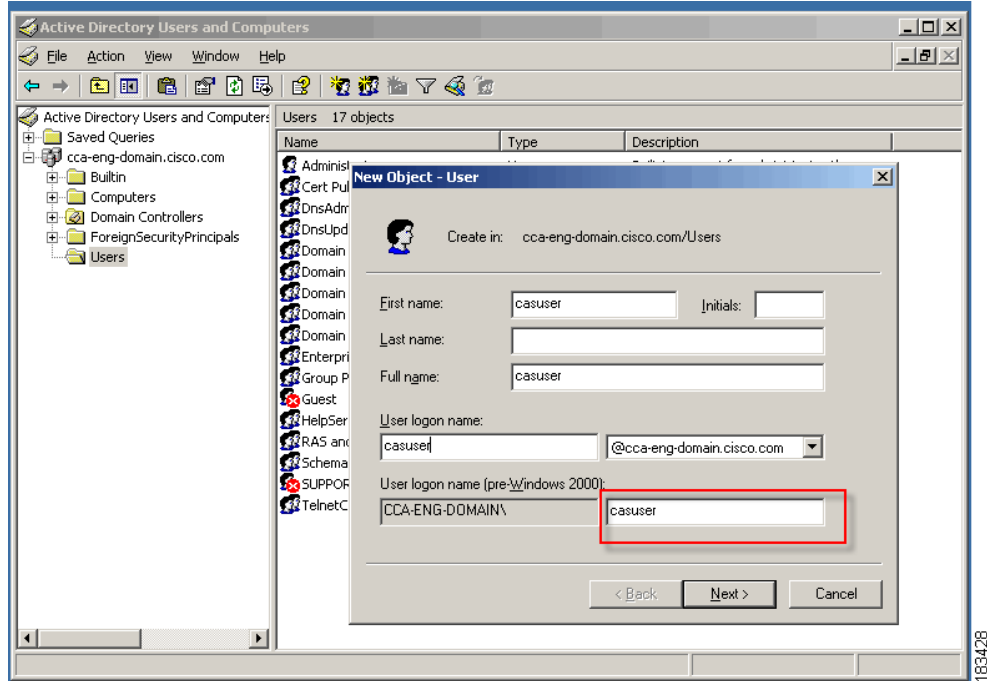 Active Directory Users and Computers
File Action View Window Help
Active Directory Users and Computers
Saved Queries
cca-eng-domain.cisco.com
Builtin
Computers
Domain Controllers
ForeignSecurityPrincipals
Users
Users 17 objects
Name Type Description
Administ
Cert Pul
DnsAdm
DnsUpd
Domain
Domain
Domain
Domain
Domain
Enterpri
Group P
Guest
HelpSer
RAS and
Schema
SUPPOR
TelnetC
New Object - User
Create in: cca-eng-domain.cisco.com/Users
First name: casuser Initials:
Last name:
Full name: casuser
User logon name:
casuser @cca-eng-domain.cisco.com
User logon name (pre-Windows 2000):
CCA-ENG-DOMAIN\ casuser
< Back Next > Cancel
183428